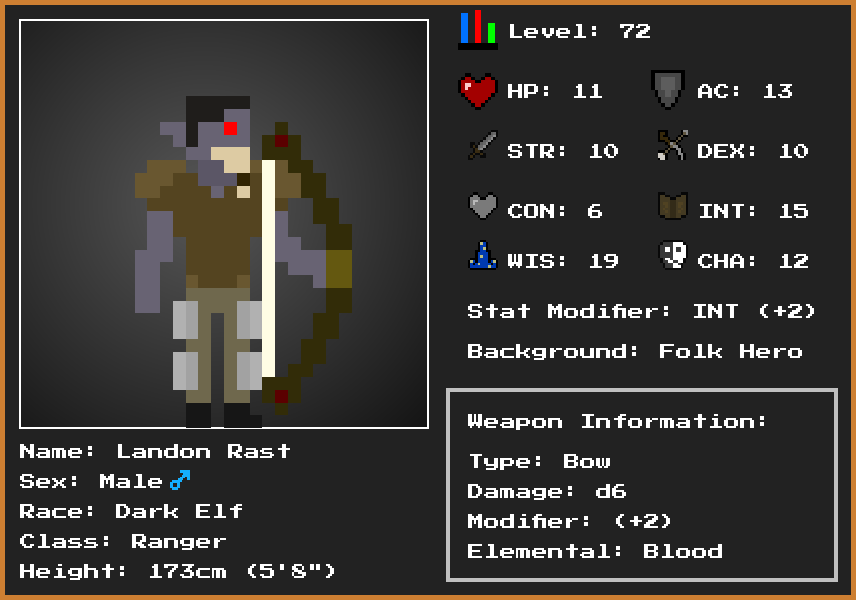 Level: 72
HP: 11 AC: 13
STR: 10 DEX: 10
CON: 6 INT: 15
WIS: 19 CHA: 12
Stat Modifier: INT (+2)
Background: Folk Hero
Weapon Information:
Type: Bow
Damage: d6
Modifier: (+2)
Elemental: Blood
Name: Landon Rast
Sex: Male♂
Race: Dark Elf
Class: Ranger
Height: 173cm (5'8")